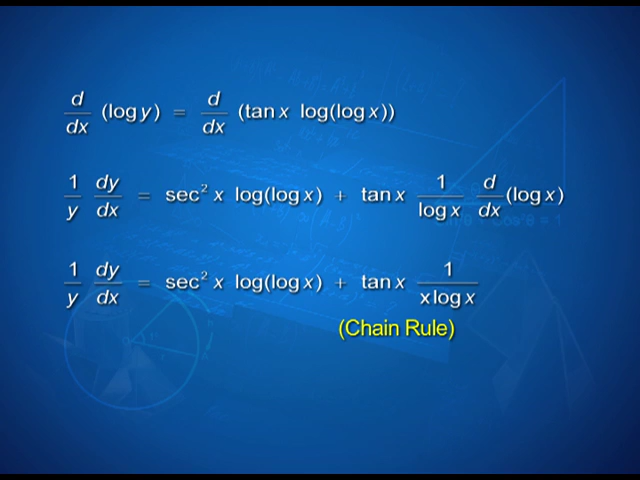 d/dx (log y) = d/dx (tan x log(log x))
1/y dy/dx = sec² x log(log x) + tan x 1/log x d/dx (log x)
1/y dy/dx = sec² x log(log x) + tan x 1/x log x
(Chain Rule)